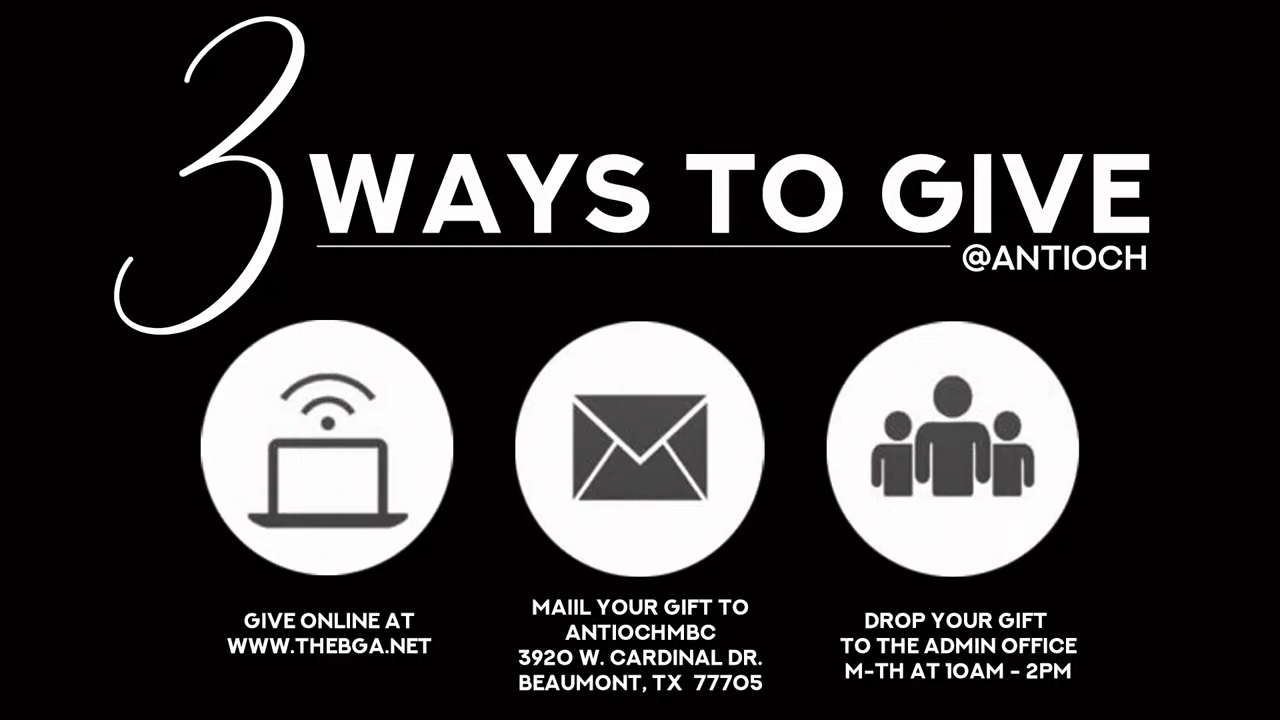 3 WAYS TO GIVE
@ANTIOCH
GIVE ONLINE AT
WWW.THEBGA.NET
MAIIL YOUR GIFT TO
ANTIOCHMBC
3920 W. CARDINAL DR.
BEAUMONT, TX 77705
DROP YOUR GIFT
TO THE ADMIN OFFICE
M-TH AT 10AM - 2PM